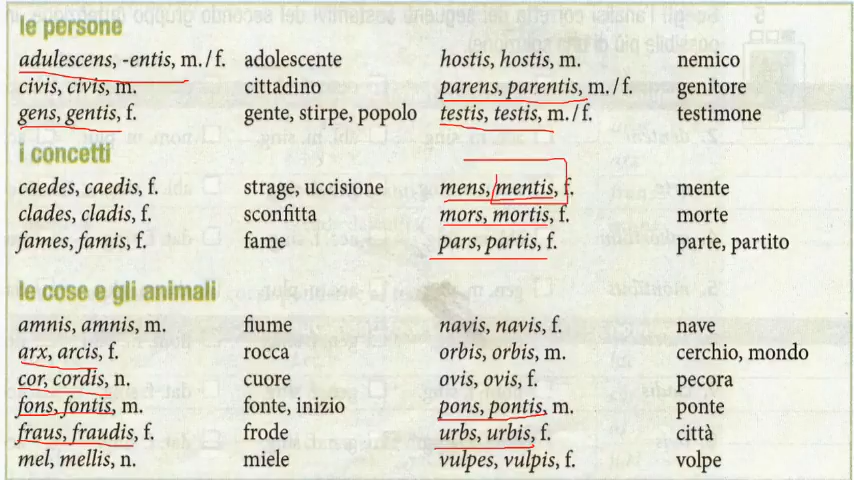 le persone
adulescens, -entis, m./f. adolescente hostis, hostis, m. nemico
civis, civis, m. cittadino parens, parentis, m./f. genitore
gens, gentis, f. gente, stirpe, popolo testis, testis, m./f. testimone
i concetti
caedes, caedis, f. strage, uccisione mens, mentis, f. mente
clades, cladis, f. sconfitta mors, mortis, f. morte
fames, famis, f. fame pars, partis, f. parte, partito
le cose e gli animali
amnis, amnis, m. fiume navis, navis, f. nave
arx, arcis, f. rocca orbis, orbis, m. cerchio, mondo
cor, cordis, n. cuore ovis, ovis, f. pecora
fons, fontis, m. fonte, inizio pons, pontis, m. ponte
fraus, fraudis, f. frode urbs, urbis, f. città
mel, mellis, n. miele vulpes, vulpis, f. volpe